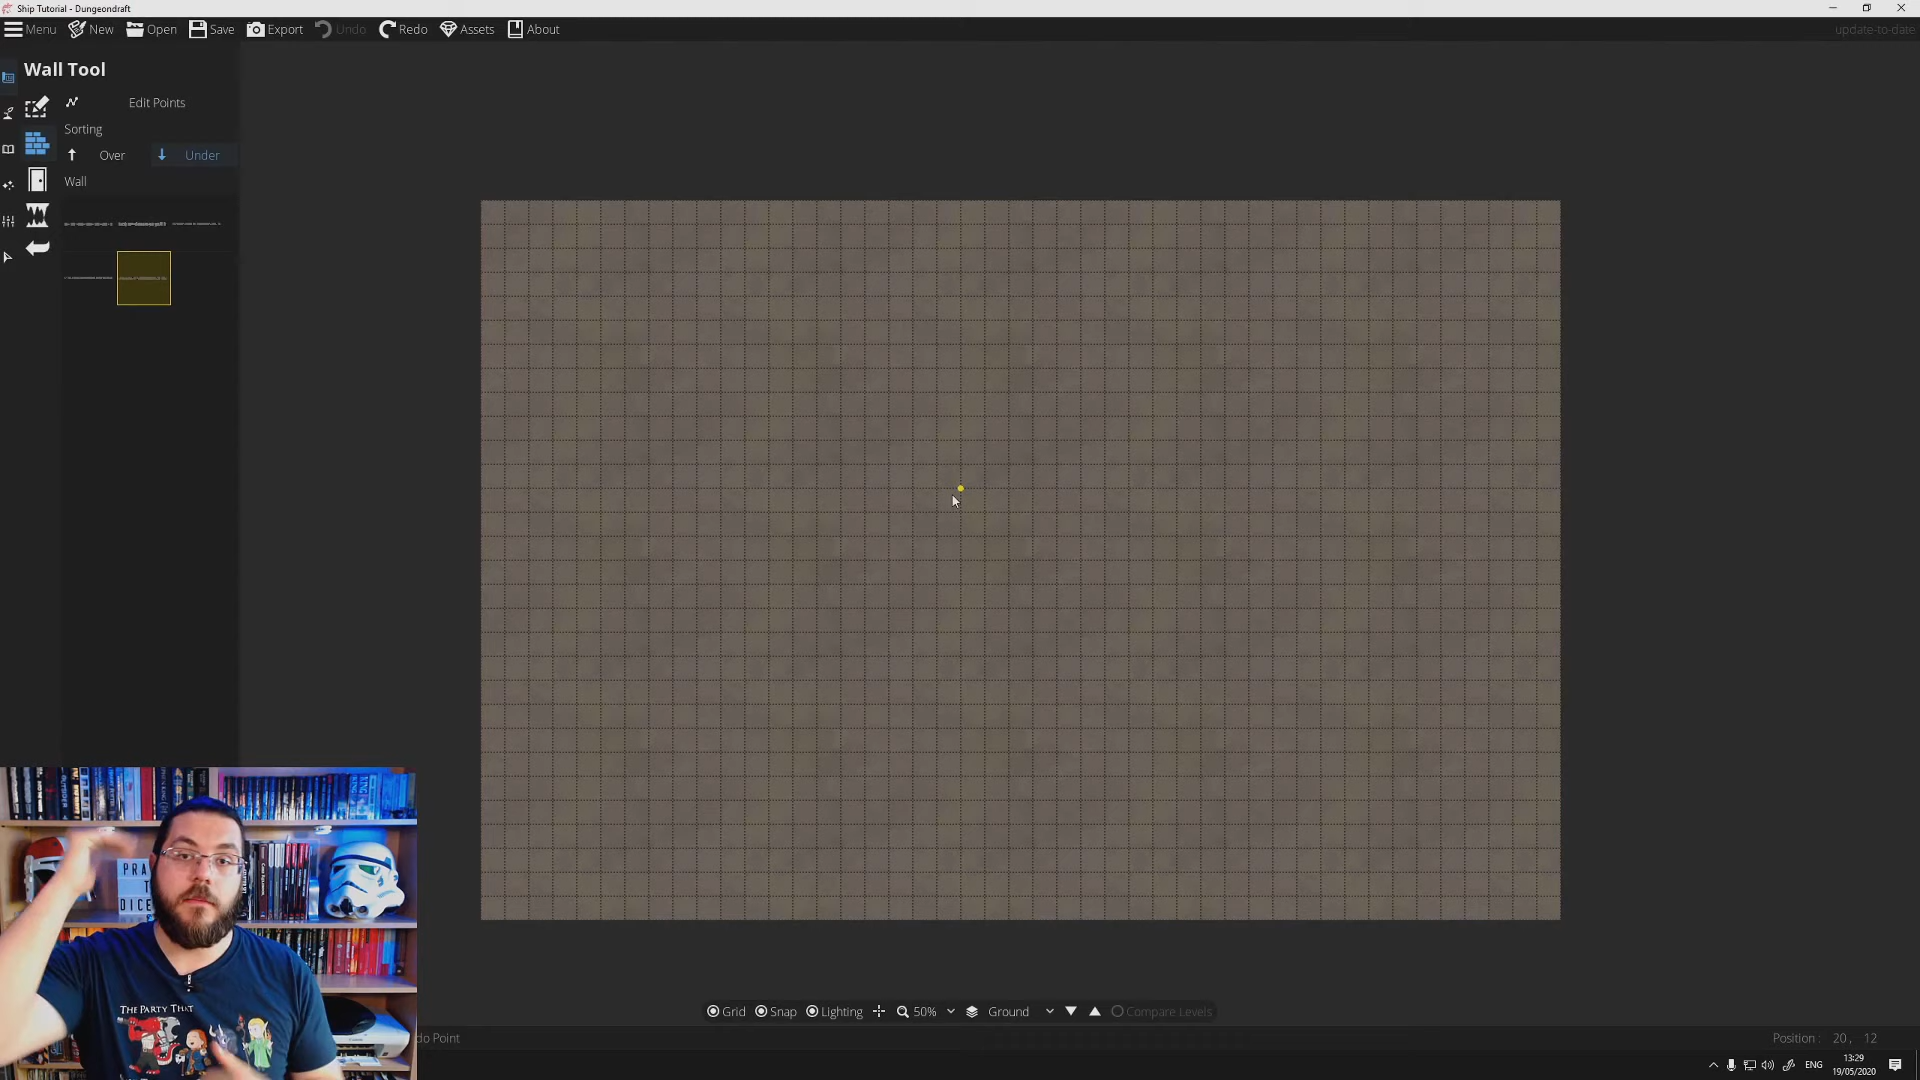 Ship Tutorial - Dungeondraft
Menu New Open Save Export Undo Redo Assets About
update-to-date
Wall Tool
Edit Points
Sorting
Over Under
Wall
PRA
T
DICE
THE PARTY THAT
Grid Snap Lighting 50% Ground Compare Levels
do Point
Position : 20, 12
ENG
13:29
19/05/2020